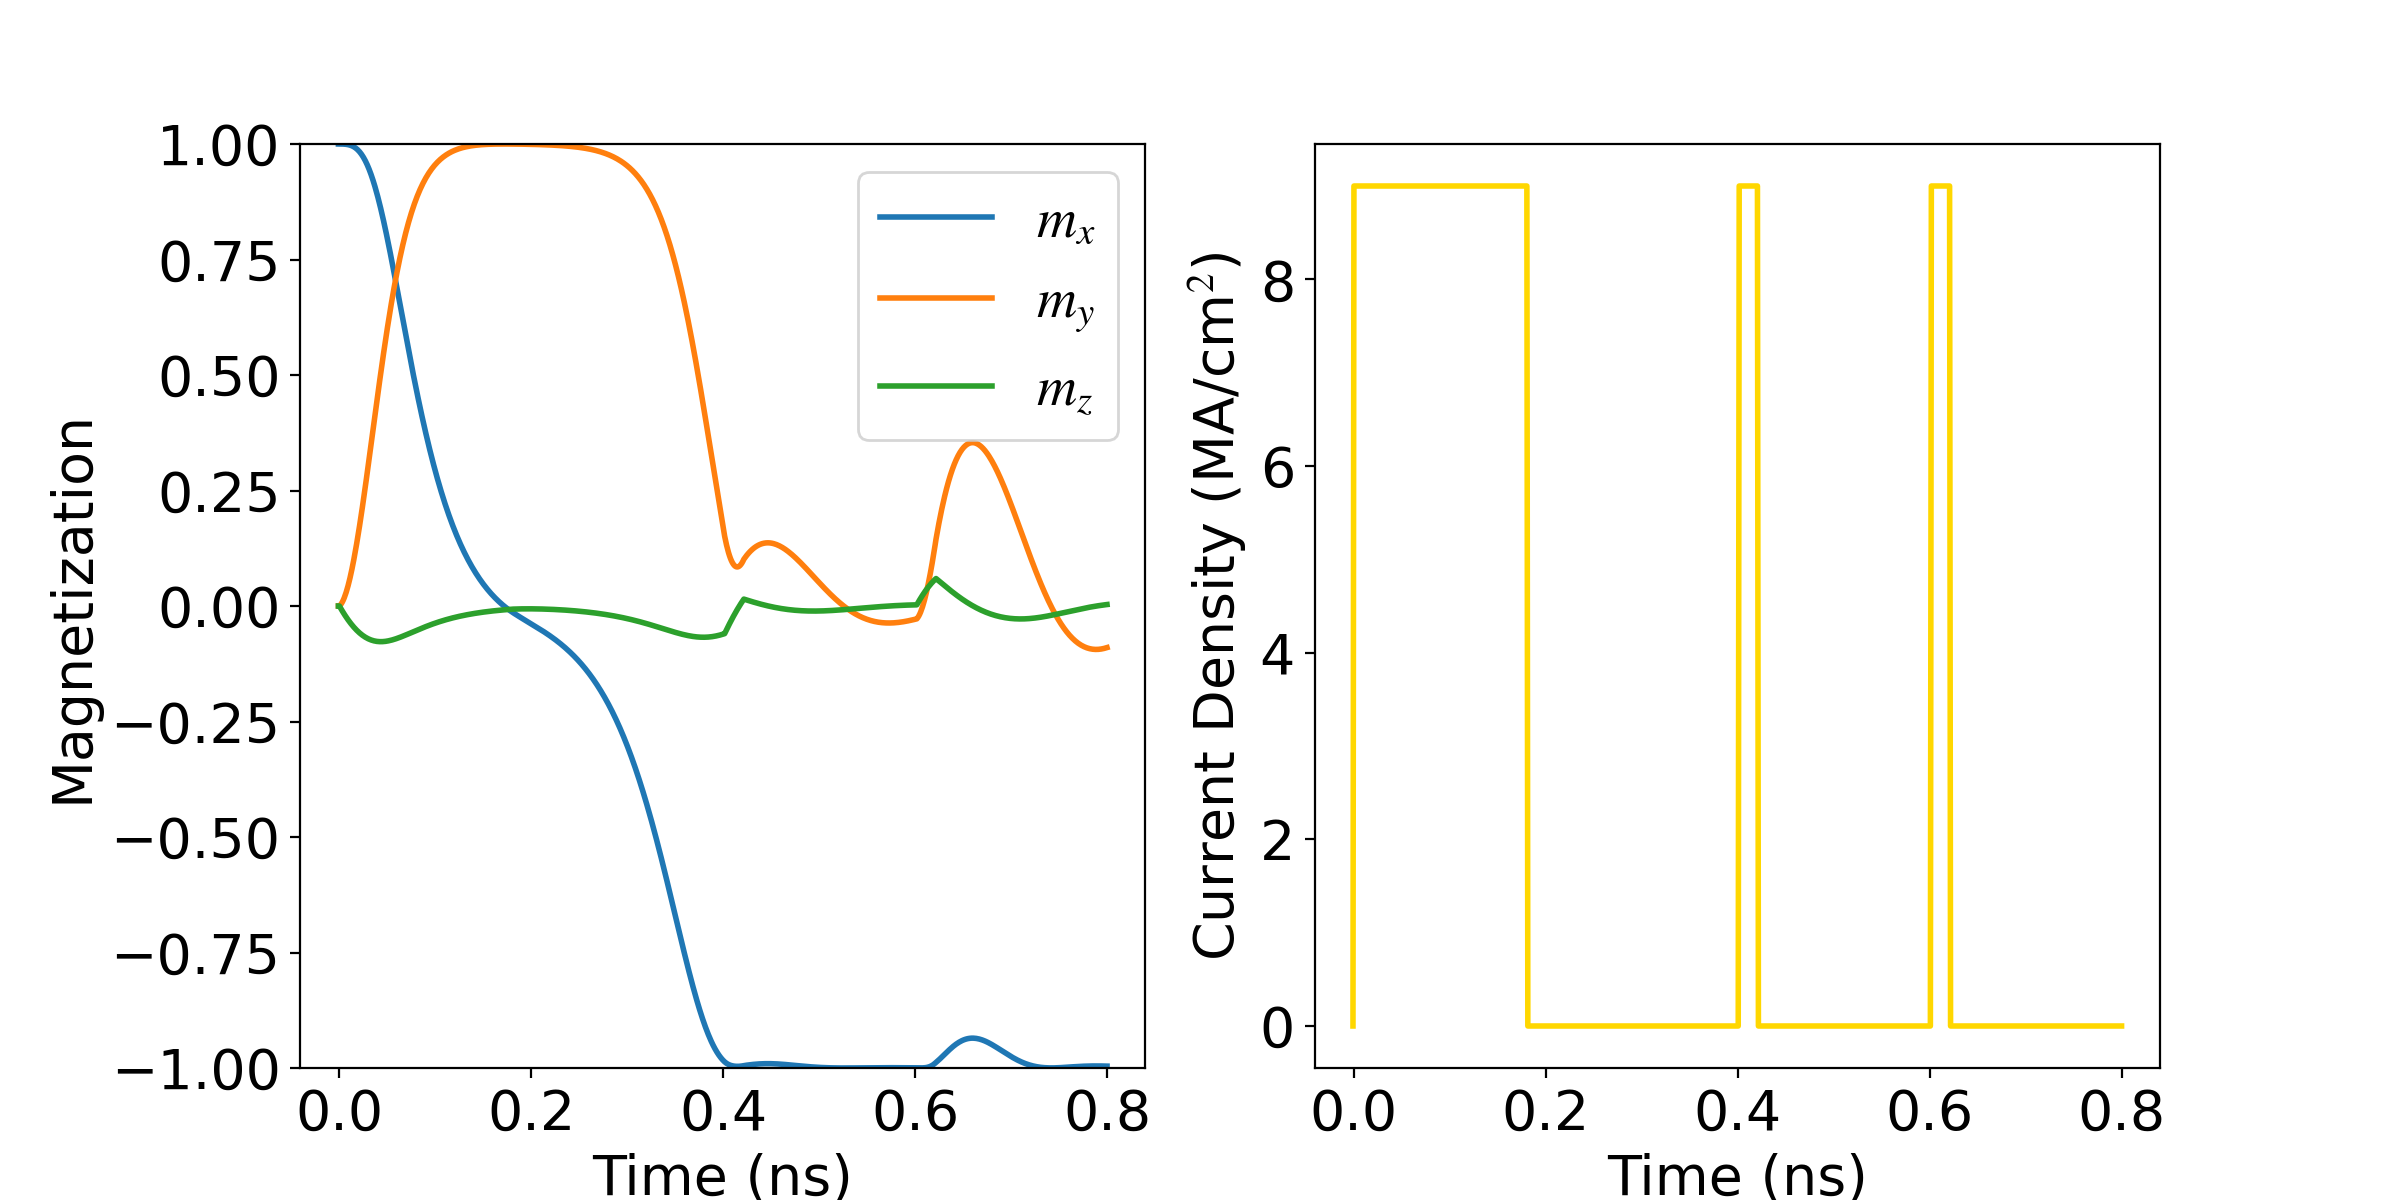 Magnetization
1.00
0.75
0.50
0.25
0.00
−0.25
−0.50
−0.75
−1.00
0.0 0.2 0.4 0.6 0.8
Time (ns)
m_x
m_y
m_z
Current Density (MA/cm²)
8
6
4
2
0
0.0 0.2 0.4 0.6 0.8
Time (ns)